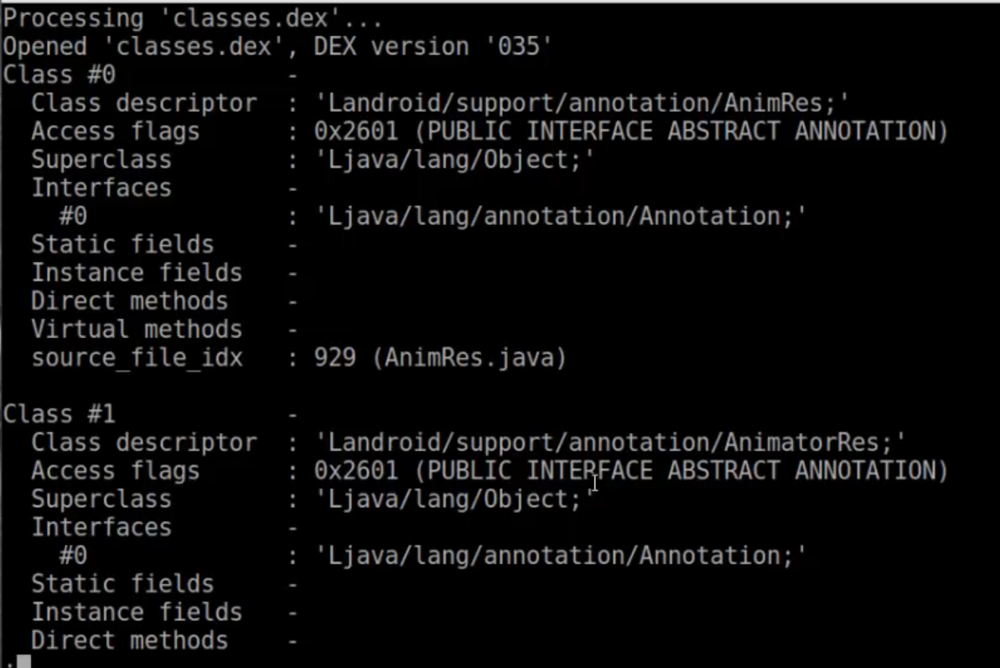 Processing 'classes.dex'...
Opened 'classes.dex', DEX version '035'
Class #0            -
  Class descriptor  : 'Landroid/support/annotation/AnimRes;'
  Access flags      : 0x2601 (PUBLIC INTERFACE ABSTRACT ANNOTATION)
  Superclass        : 'Ljava/lang/Object;'
  Interfaces        -
    #0              : 'Ljava/lang/annotation/Annotation;'
  Static fields     -
  Instance fields   -
  Direct methods    -
  Virtual methods   -
  source_file_idx   : 929 (AnimRes.java)

Class #1            -
  Class descriptor  : 'Landroid/support/annotation/AnimatorRes;'
  Access flags      : 0x2601 (PUBLIC INTERFACE ABSTRACT ANNOTATION)
  Superclass        : 'Ljava/lang/Object;'
  Interfaces        -
    #0              : 'Ljava/lang/annotation/Annotation;'
  Static fields     -
  Instance fields   -
  Direct methods    -